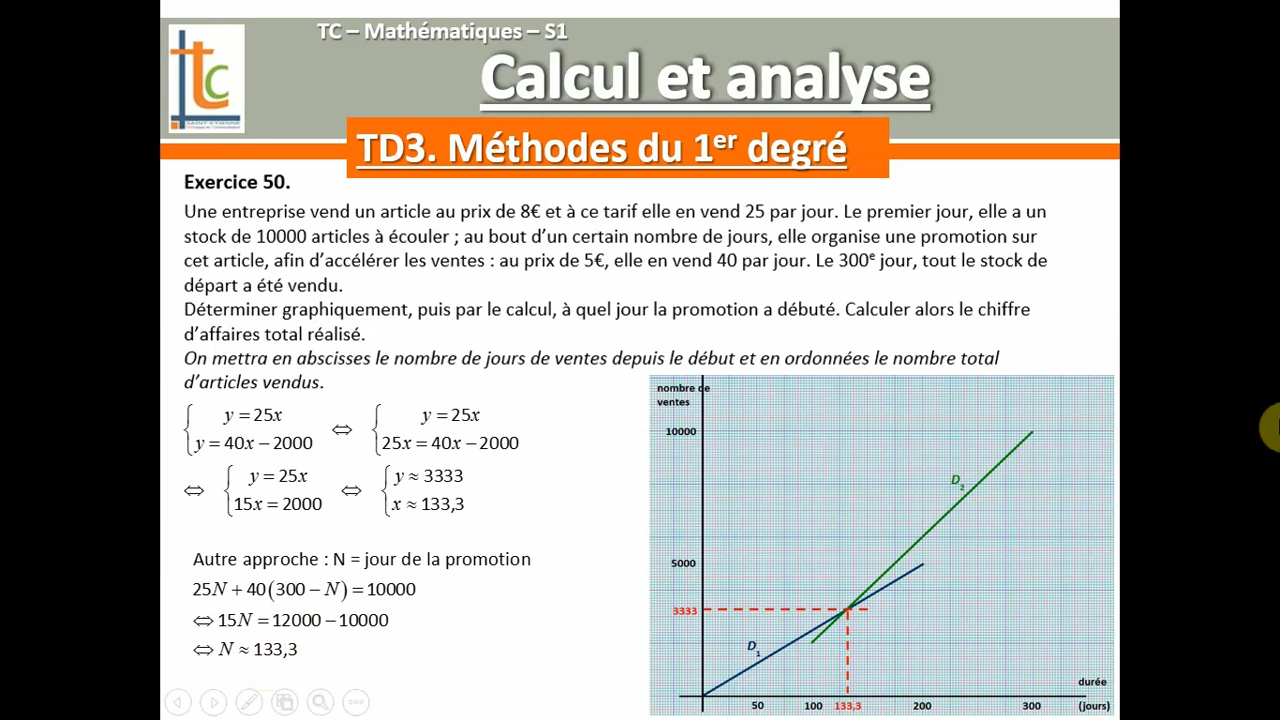 TC – Mathématiques – S1
Calcul et analyse
tc
TD3. Méthodes du 1er degré
Exercice 50.
Une entreprise vend un article au prix de 8€ et à ce tarif elle en vend 25 par jour. Le premier jour, elle a un
stock de 10000 articles à écouler ; au bout d’un certain nombre de jours, elle organise une promotion sur
cet article, afin d’accélérer les ventes : au prix de 5€, elle en vend 40 par jour. Le 300e jour, tout le stock de
départ a été vendu.
Déterminer graphiquement, puis par le calcul, à quel jour la promotion a débuté. Calculer alors le chiffre
d’affaires total réalisé.
On mettra en abscisses le nombre de jours de ventes depuis le début et en ordonnées le nombre total
d’articles vendus.
y = 25x ⇔ y = 25x
y = 40x − 2000 25x = 40x − 2000
⇔ y = 25x ⇔ y ≈ 3333
15x = 2000 x ≈ 133,3
Autre approche : N = jour de la promotion
25N + 40(300 − N) = 10000
⇔ 15N = 12000 − 10000
⇔ N ≈ 133,3
nombre de
ventes
10000
D2
5000
3333
D1
durée
50 100 133,3 200 300 (jours)